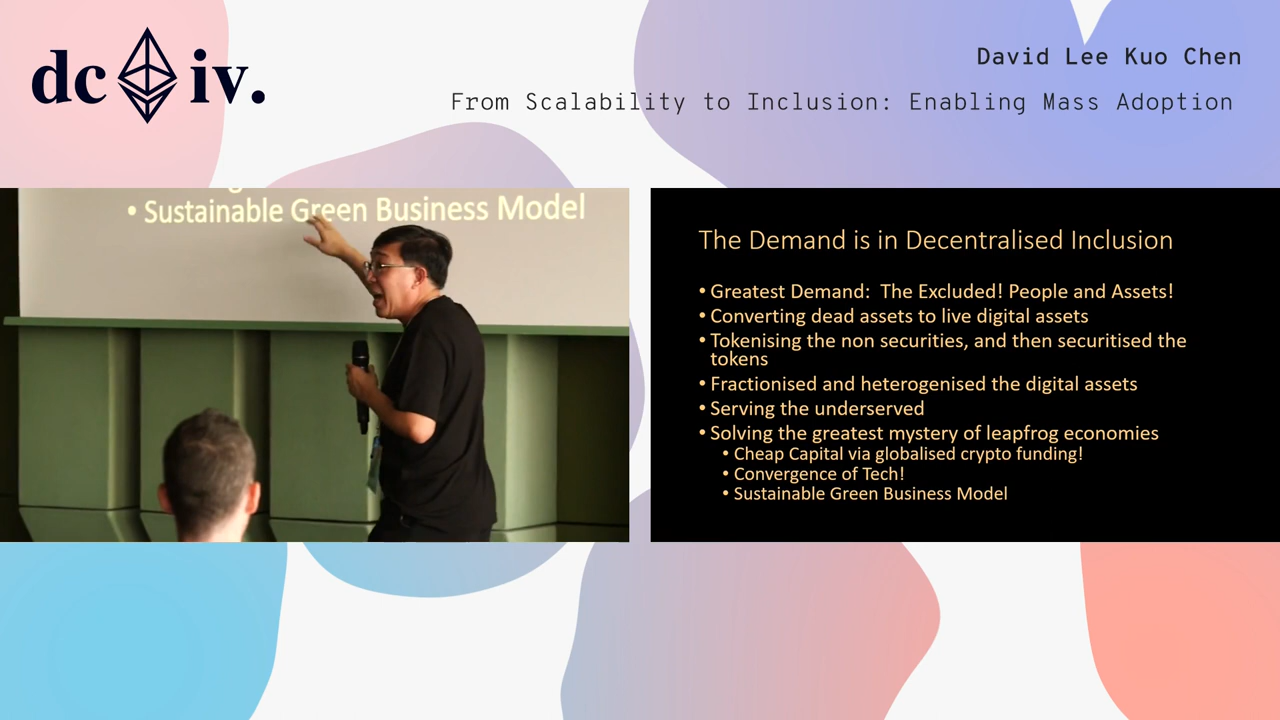 dc iv.
David Lee Kuo Chen
From Scalability to Inclusion: Enabling Mass Adoption
• Sustainable Green Business Model
The Demand is in Decentralised Inclusion
• Greatest Demand: The Excluded! People and Assets!
• Converting dead assets to live digital assets
• Tokenising the non securities, and then securitised the
tokens
• Fractionised and heterogenised the digital assets
• Serving the underserved
• Solving the greatest mystery of leapfrog economies
• Cheap Capital via globalised crypto funding!
• Convergence of Tech!
• Sustainable Green Business Model